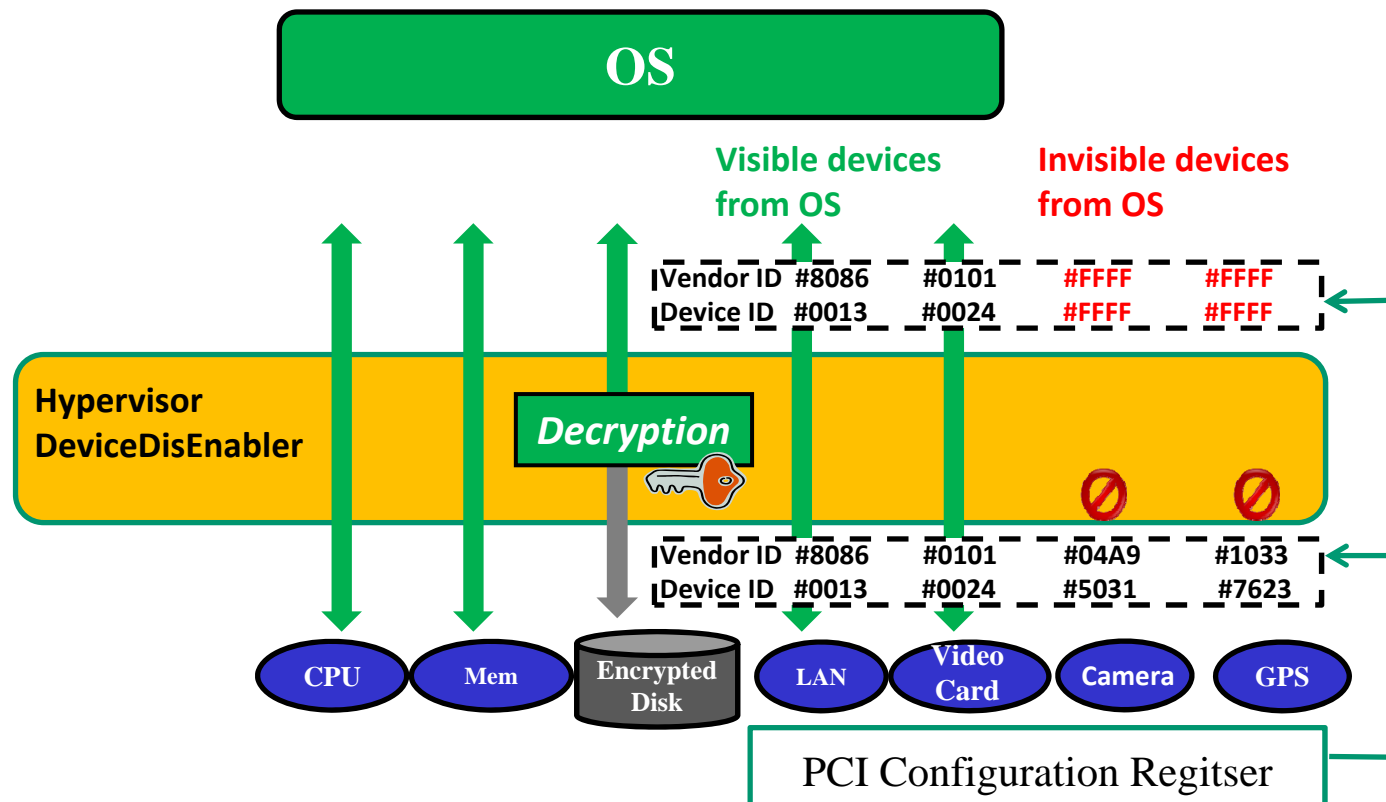 OS
Visible devices
from OS
Invisible devices
from OS
Vendor ID #8086 #0101 #FFFF #FFFF
Device ID #0013 #0024 #FFFF #FFFF
Hypervisor
DeviceDisEnabler
Decryption
Vendor ID #8086 #0101 #04A9 #1033
Device ID #0013 #0024 #5031 #7623
CPU
Mem
Encrypted
Disk
LAN
Video
Card
Camera
GPS
PCI Configuration Regitser